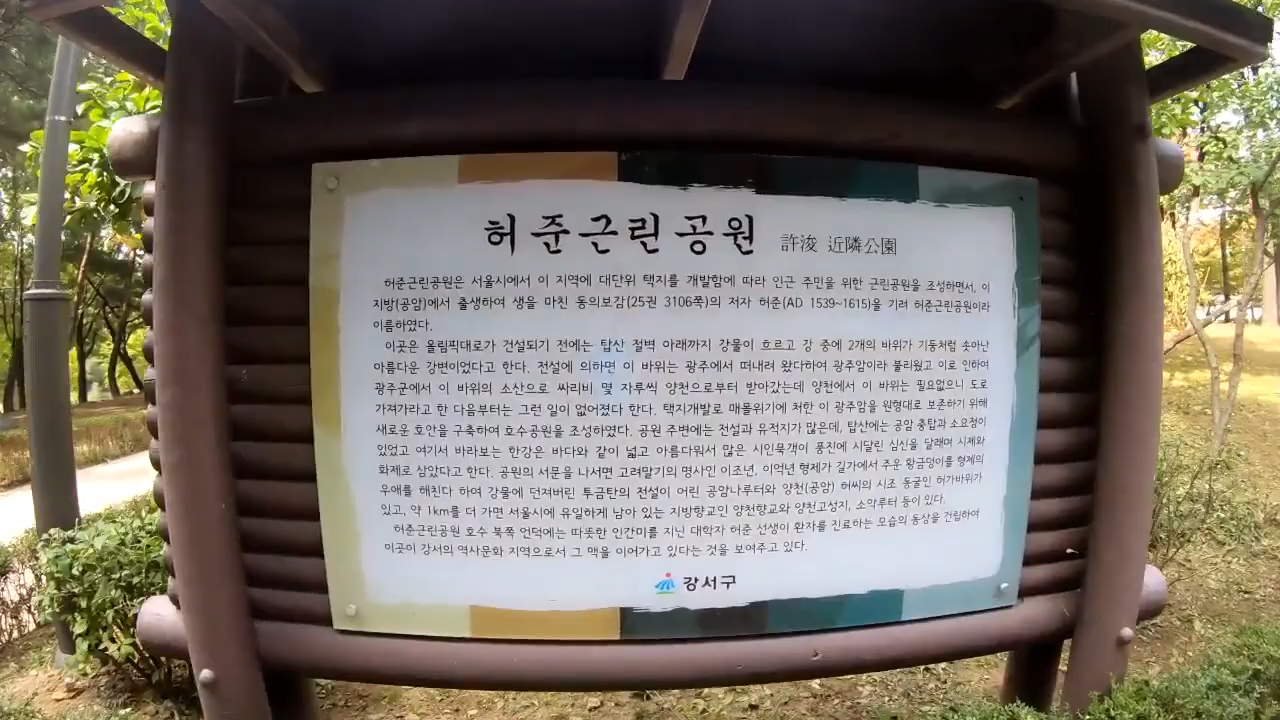 허준근린공원 許浚 近隣公園
허준근린공원은 서울시에서 이 지역에 대단위 택지를 개발함에 따라 인근 주민을 위한 근린공원을 조성하면서, 이
지방(공암)에서 출생하여 생을 마친 동의보감(25권 3106쪽)의 저자 허준(AD 1539~1615)을 기려 허준근린공원이라
이름하였다.
이곳은 올림픽대로가 건설되기 전에는 탑산 절벽 아래까지 강물이 흐르고 강 중에 2개의 바위가 기둥처럼 솟아난
아름다운 강변이었다고 한다. 전설에 의하면 이 바위는 광주에서 떠내려 왔다하여 광주암이라 불리웠고 이로 인하여
광주군에서 이 바위의 소산으로 싸리비 몇 자루씩 양천으로부터 받아갔는데 양천에서 이 바위는 필요없으니 도로
가져가라고 한 다음부터는 그런 일이 없어졌다 한다. 택지개발로 매몰위기에 처한 이 광주암을 원형대로 보존하기 위해
새로운 호안을 구축하여 호수공원을 조성하였다. 공원 주변에는 전설과 유적지가 많은데, 탑산에는 공암 층탑과 소요정이
있었고 여기서 바라보는 한강은 바다와 같이 넓고 아름다워서 많은 시인묵객이 풍진에 시달린 심신을 달래며 시제와
화제로 삼았다고 한다. 공원의 서문을 나서면 고려말기의 명사인 이조년, 이억년 형제가 길가에서 주운 황금덩이를 형제의
우애를 해친다 하여 강물에 던져버린 투금탄의 전설이 어린 공암나루터와 양천(공암) 허씨의 시조 동굴인 허가바위가
있고, 약 1km를 더 가면 서울시에 유일하게 남아 있는 지방향교인 양천향교와 양천고성지, 소악루터 등이 있다.
허준근린공원 호수 북쪽 언덕에는 따뜻한 인간미를 지닌 대학자 허준 선생이 환자를 진료하는 모습의 동상을 건립하여
이곳이 강서의 역사문화 지역으로서 그 맥을 이어가고 있다는 것을 보여주고 있다.
강서구